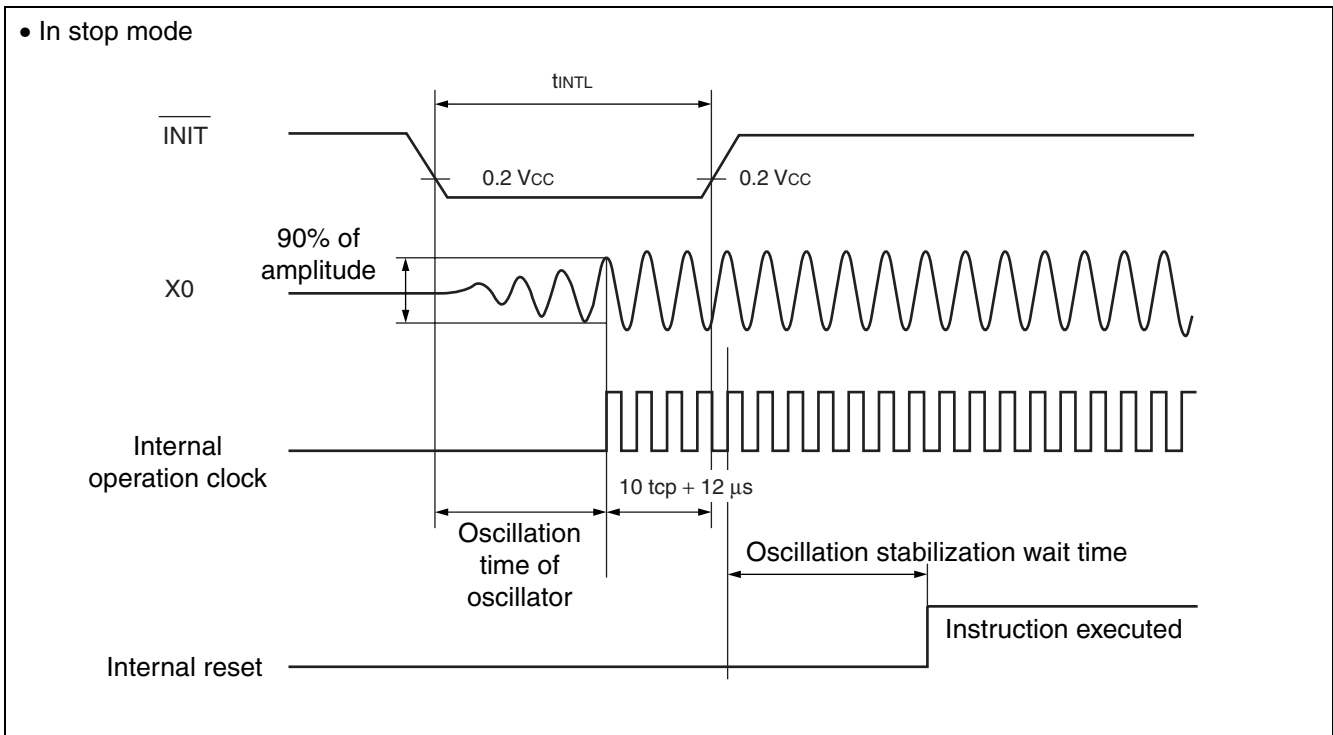 • In stop mode
tINTL
INIT
0.2 VCC
0.2 VCC
90% of
amplitude
X0
Internal
operation clock
10 tcp + 12 μs
Oscillation
time of
oscillator
Oscillation stabilization wait time
Instruction executed
Internal reset